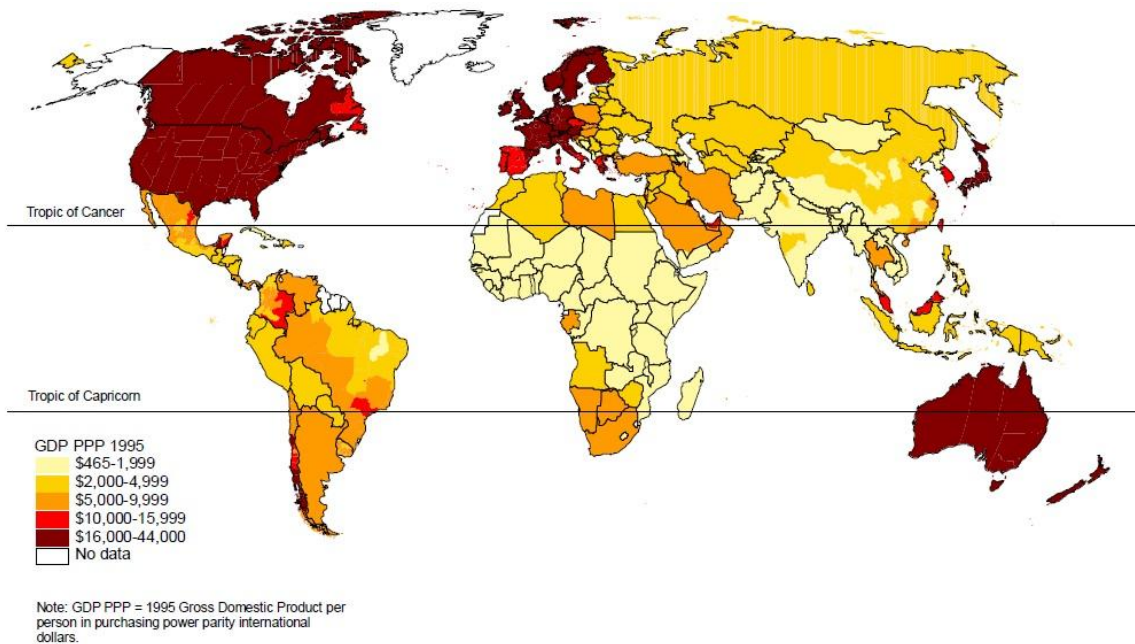 Tropic of Cancer
Tropic of Capricorn
GDP PPP 1995
$465-1,999
$2,000-4,999
$5,000-9,999
$10,000-15,999
$16,000-44,000
No data
Note: GDP PPP = 1995 Gross Domestic Product per
person in purchasing power parity international
dollars.